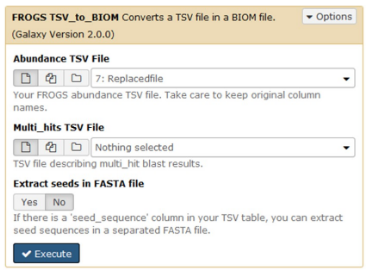 FROGS TSV_to_BIOM Converts a TSV file in a BIOM file.
Options
(Galaxy Version 2.0.0)
Abundance TSV File
7: Replacedfile
Your FROGS abundance TSV file. Take care to keep original column
names.
Multi_hits TSV File
Nothing selected
TSV file describing multi_hit blast results.
Extract seeds in FASTA file
Yes No
If there is a 'seed_sequence' column in your TSV table, you can extract
seed sequences in a separated FASTA file.
Execute